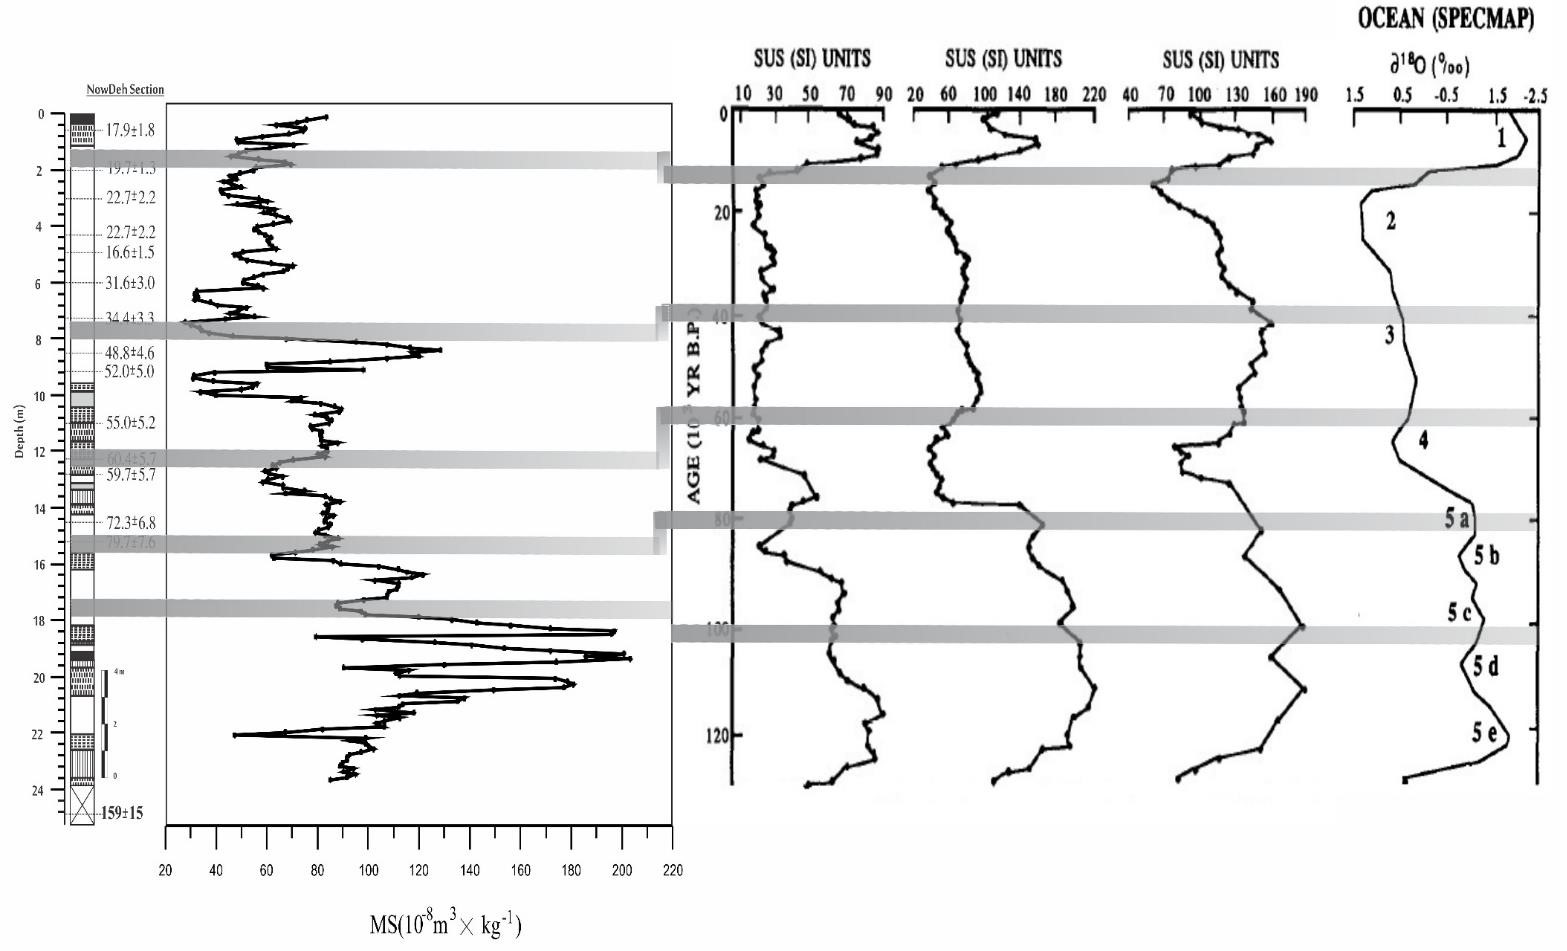 OCEAN (SPECMAP)
SUS (SI) UNITS SUS (SI) UNITS SUS (SI) UNITS ∂18O (‰)
NowDeh Section
10 30 50 70 90 20 60 100 140 180 220 40 70 100 130 160 190 1.5 0.5 -0.5 1.5 -2.5
0 17.9±1.8 0 1
2 19.7±1.3
22.7±2.2 20 2
4 22.7±2.2
16.6±1.5
6 31.6±3.0
34.4±3.3 40 3
8 48.8±4.6
52.0±5.0
10
55.0±5.2 60 4
12 60.4±5.7
59.7±5.7
14
72.3±6.8 80 5 a
79.7±7.6
16 5 b
18 5 c
100
20 4 m 5 d
22 2 120 5 e
0
24
159±15
Depth (m)
AGE (10³ YR B.P.)
20 40 60 80 100 120 140 160 180 200 220
MS(10⁻⁸m³× kg⁻¹)